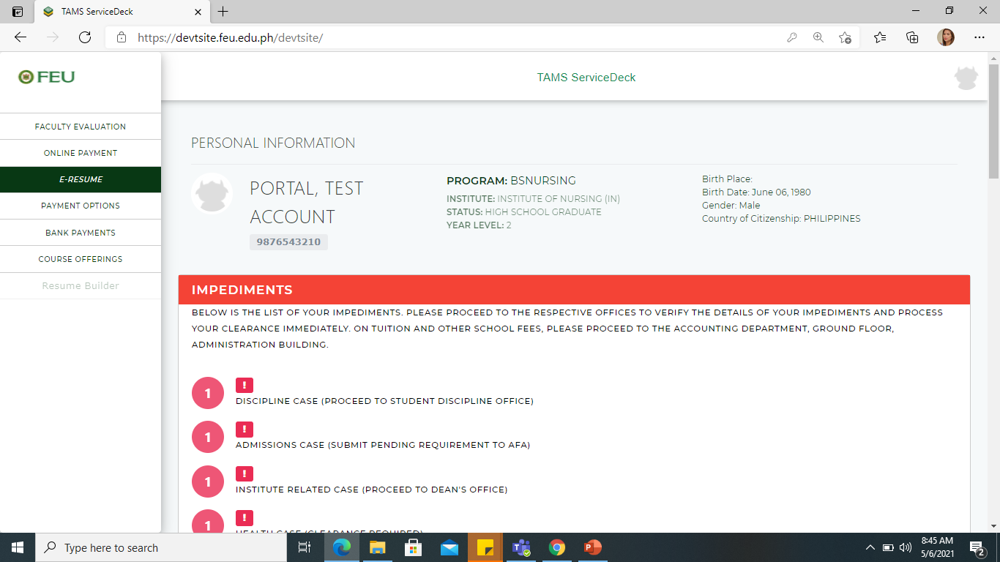 TAMS ServiceDeck
https://devtsite.feu.edu.ph/devtsite/
FEU
TAMS ServiceDeck
FACULTY EVALUATION
ONLINE PAYMENT
E-RESUME
PAYMENT OPTIONS
BANK PAYMENTS
COURSE OFFERINGS
Resume Builder
PERSONAL INFORMATION
PORTAL, TEST
ACCOUNT
9876543210
PROGRAM: BSNURSING
INSTITUTE: INSTITUTE OF NURSING (IN)
STATUS: HIGH SCHOOL GRADUATE
YEAR LEVEL: 2
Birth Place:
Birth Date: June 06, 1980
Gender: Male
Country of Citizenship: PHILIPPINES
IMPEDIMENTS
BELOW IS THE LIST OF YOUR IMPEDIMENTS. PLEASE PROCEED TO THE RESPECTIVE OFFICES TO VERIFY THE DETAILS OF YOUR IMPEDIMENTS AND PROCESS
YOUR CLEARANCE IMMEDIATELY. ON TUITION AND OTHER SCHOOL FEES, PLEASE PROCEED TO THE ACCOUNTING DEPARTMENT, GROUND FLOOR,
ADMINISTRATION BUILDING.
1 !
DISCIPLINE CASE (PROCEED TO STUDENT DISCIPLINE OFFICE)
1 !
ADMISSIONS CASE (SUBMIT PENDING REQUIREMENT TO AFA)
1 !
INSTITUTE RELATED CASE (PROCEED TO DEAN'S OFFICE)
1 !
HEALTH CASE (CLEARANCE REQUIRED)
Type here to search
8:45 AM
5/6/2021
2